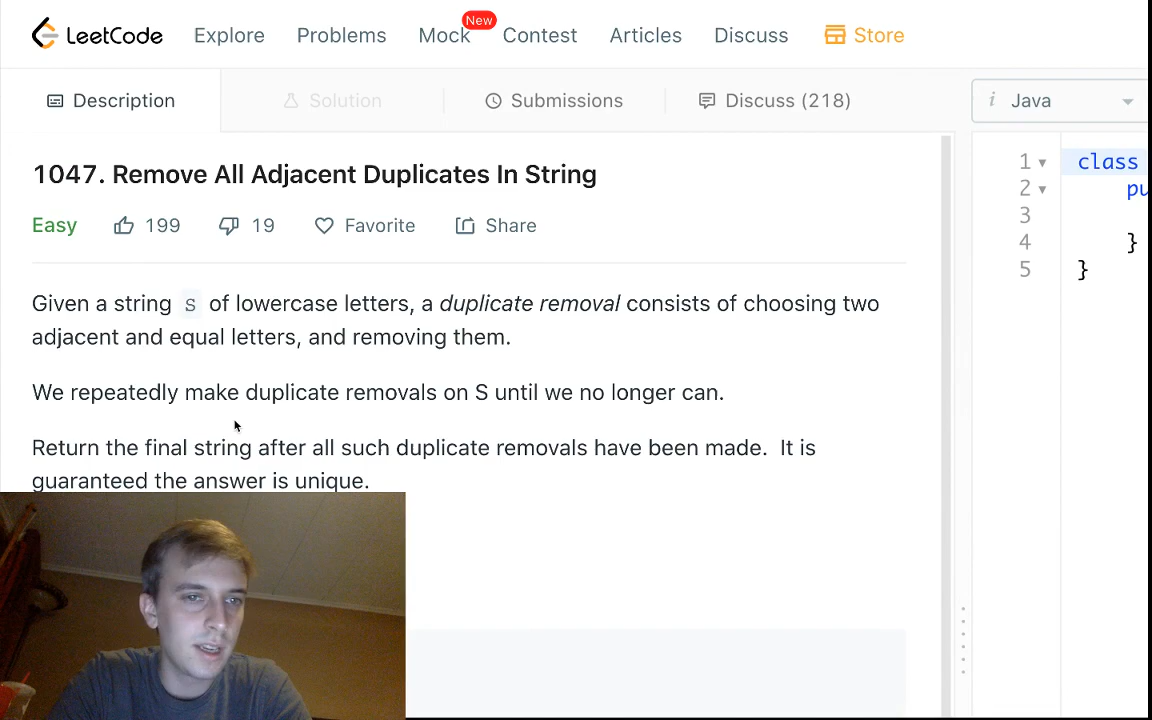 LeetCode Explore Problems Mock New Contest Articles Discuss Store
Description Solution Submissions Discuss (218) i Java
1047. Remove All Adjacent Duplicates In String
Easy 199 19 Favorite Share
Given a string S of lowercase letters, a duplicate removal consists of choosing two
adjacent and equal letters, and removing them.
We repeatedly make duplicate removals on S until we no longer can.
Return the final string after all such duplicate removals have been made. It is
guaranteed the answer is unique.
1 class
2 pu
3
4 }
5 }